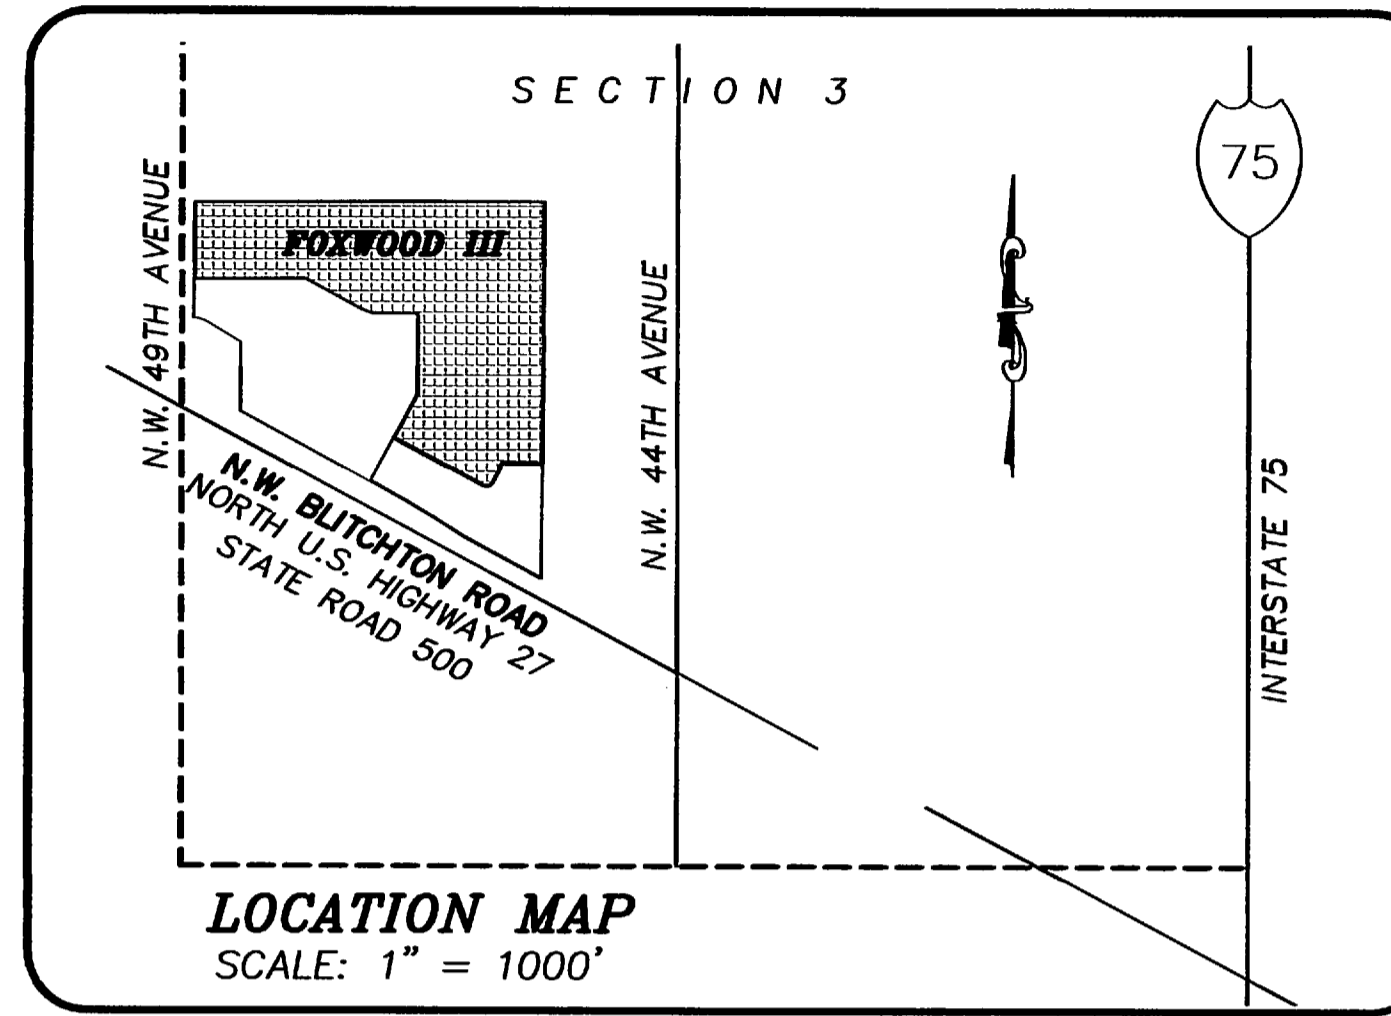 SECTION 3
75
N.W. 49TH AVENUE
FOXWOOD III
N.W. 44TH AVENUE
INTERSTATE 75
N.W. BLITCHTON ROAD
NORTH U.S. HIGHWAY 27
STATE ROAD 500
LOCATION MAP
SCALE: 1” = 1000’